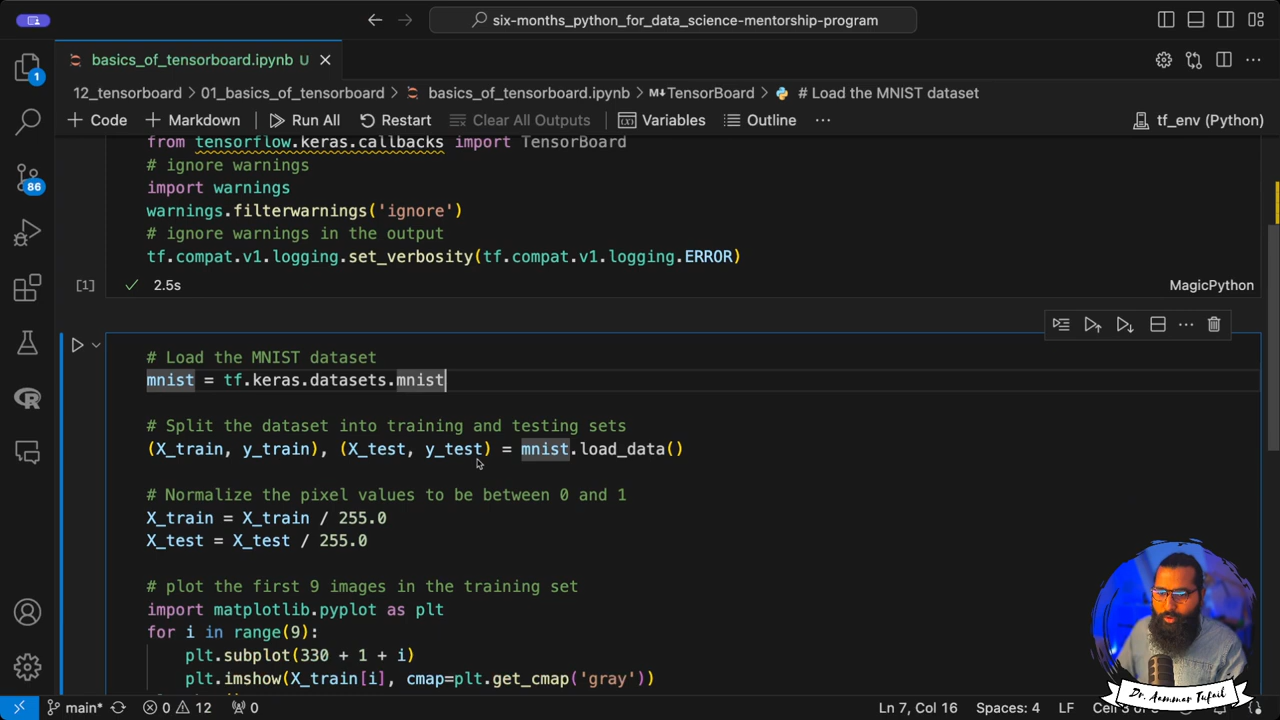 six-months_python_for_data_science-mentorship-program
basics_of_tensorboard.ipynb U
1
12_tensorboard > 01_basics_of_tensorboard > basics_of_tensorboard.ipynb > TensorBoard > # Load the MNIST dataset
+ Code + Markdown Run All Restart Clear All Outputs Variables Outline ... tf_env (Python)
from tensorflow.keras.callbacks import TensorBoard
# ignore warnings
import warnings
86
warnings.filterwarnings('ignore')
# ignore warnings in the output
tf.compat.v1.logging.set_verbosity(tf.compat.v1.logging.ERROR)
[1] ✓ 2.5s MagicPython
# Load the MNIST dataset
mnist = tf.keras.datasets.mnist
# Split the dataset into training and testing sets
(X_train, y_train), (X_test, y_test) = mnist.load_data()
# Normalize the pixel values to be between 0 and 1
X_train = X_train / 255.0
X_test = X_test / 255.0
# plot the first 9 images in the training set
import matplotlib.pyplot as plt
for i in range(9):
plt.subplot(330 + 1 + i)
plt.imshow(X_train[i], cmap=plt.get_cmap('gray'))
Dr. Aammar Tufail
main* 0 12 0 Ln 7, Col 16 Spaces: 4 LF